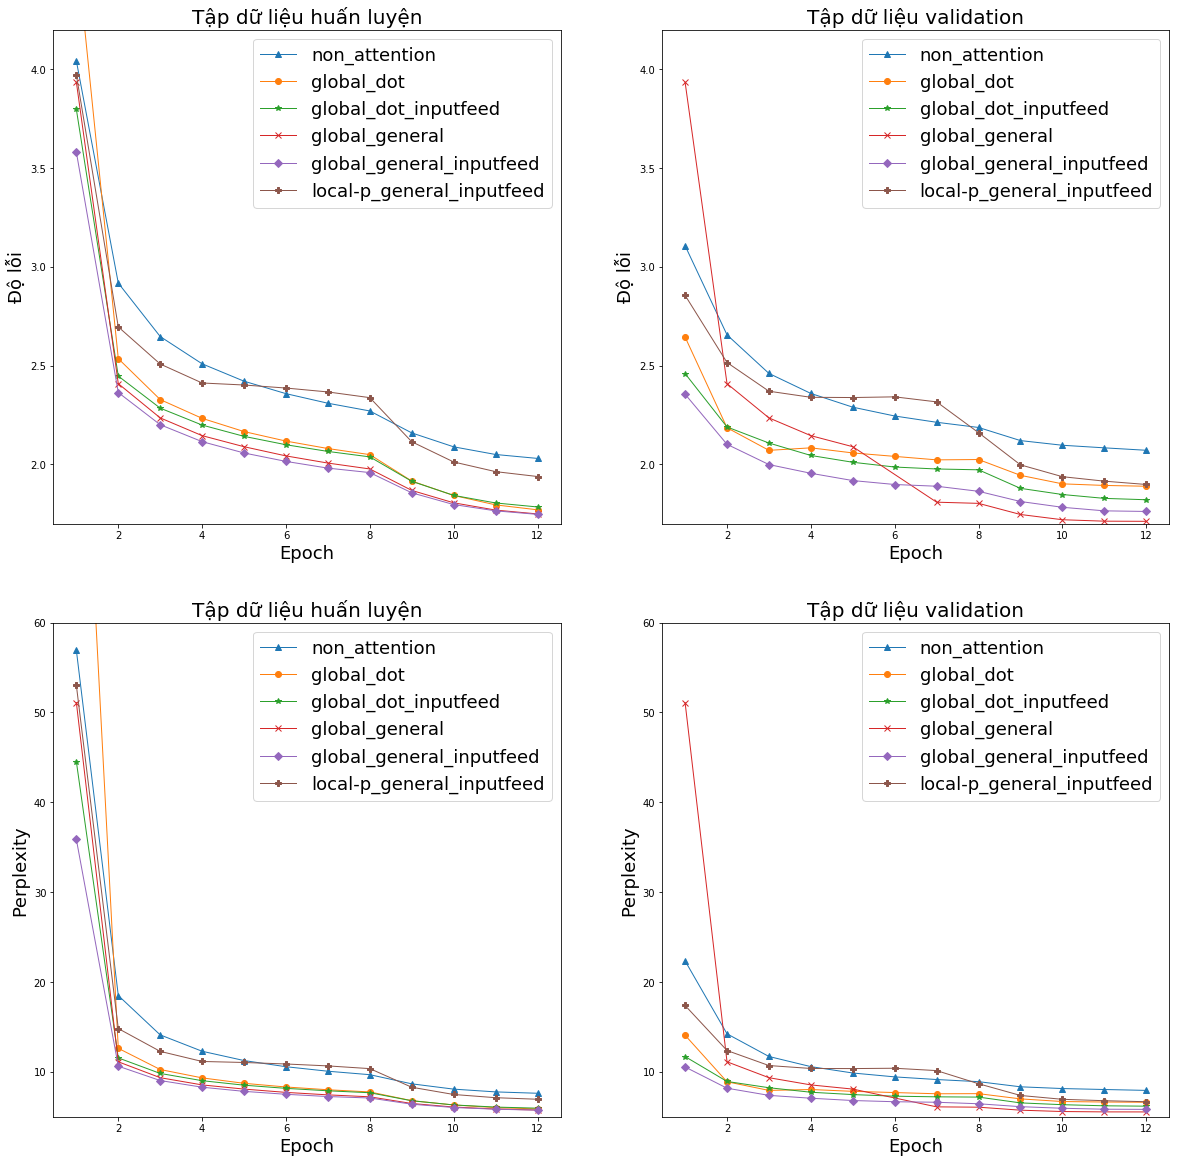 Tập dữ liệu huấn luyện
4.0
3.5
3.0
2.5
2.0
Độ lỗi
non_attention
global_dot
global_dot_inputfeed
global_general
global_general_inputfeed
local-p_general_inputfeed
2 4 6 8 10 12
Epoch
Tập dữ liệu validation
4.0
3.5
3.0
2.5
2.0
Độ lỗi
non_attention
global_dot
global_dot_inputfeed
global_general
global_general_inputfeed
local-p_general_inputfeed
2 4 6 8 10 12
Epoch
Tập dữ liệu huấn luyện
60
50
40
30
20
10
Perplexity
non_attention
global_dot
global_dot_inputfeed
global_general
global_general_inputfeed
local-p_general_inputfeed
2 4 6 8 10 12
Epoch
Tập dữ liệu validation
60
50
40
30
20
10
Perplexity
non_attention
global_dot
global_dot_inputfeed
global_general
global_general_inputfeed
local-p_general_inputfeed
2 4 6 8 10 12
Epoch